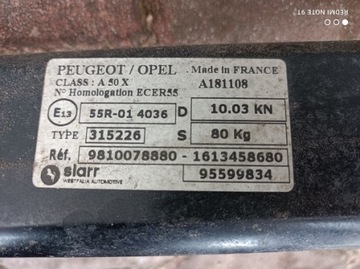 REDMI NOTE 9T
PEUGEOT / OPEL Made in FRANCE
CLASS : A 50 X A181108
N° Homologation ECER55
E13 55R-01 4036 D 10.03 KN
TYPE 315226 S 80 Kg
Réf. 9810078880 - 1613458680
siarr 95599834
WESTFALIA AUTOMOTIVE